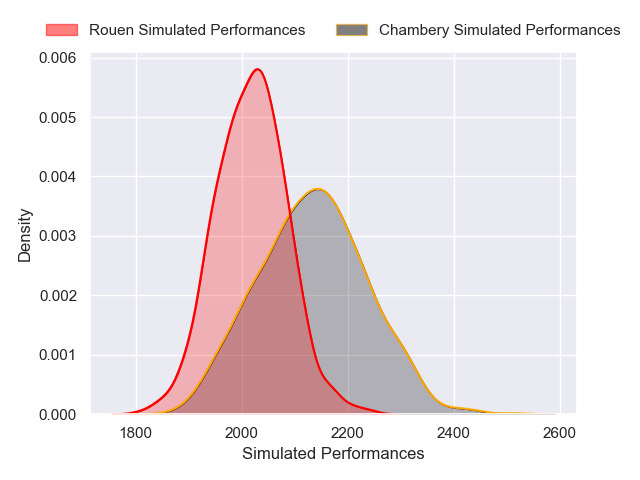 Rouen Simulated Performances Chambery Simulated Performances
0.006
0.005
0.004
0.003
0.002
0.001
0.000
Density
1800 2000 2200 2400 2600
Simulated Performances